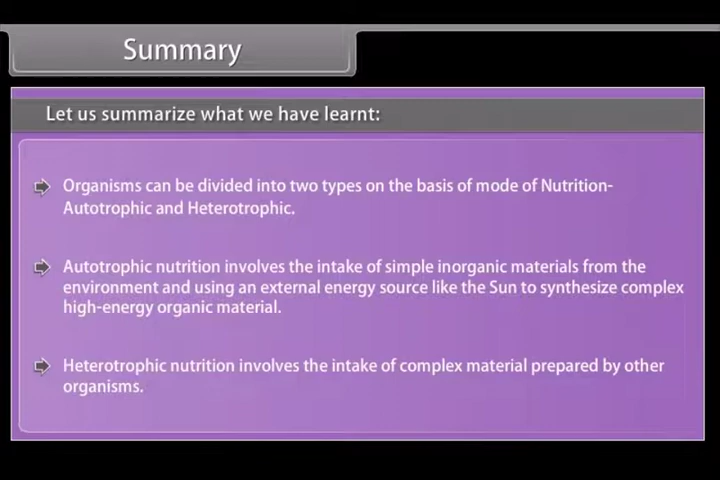 Summary
Let us summarize what we have learnt:
Organisms can be divided into two types on the basis of mode of Nutrition-
Autotrophic and Heterotrophic.
Autotrophic nutrition involves the intake of simple inorganic materials from the
environment and using an external energy source like the Sun to synthesize complex
high-energy organic material.
Heterotrophic nutrition involves the intake of complex material prepared by other
organisms.